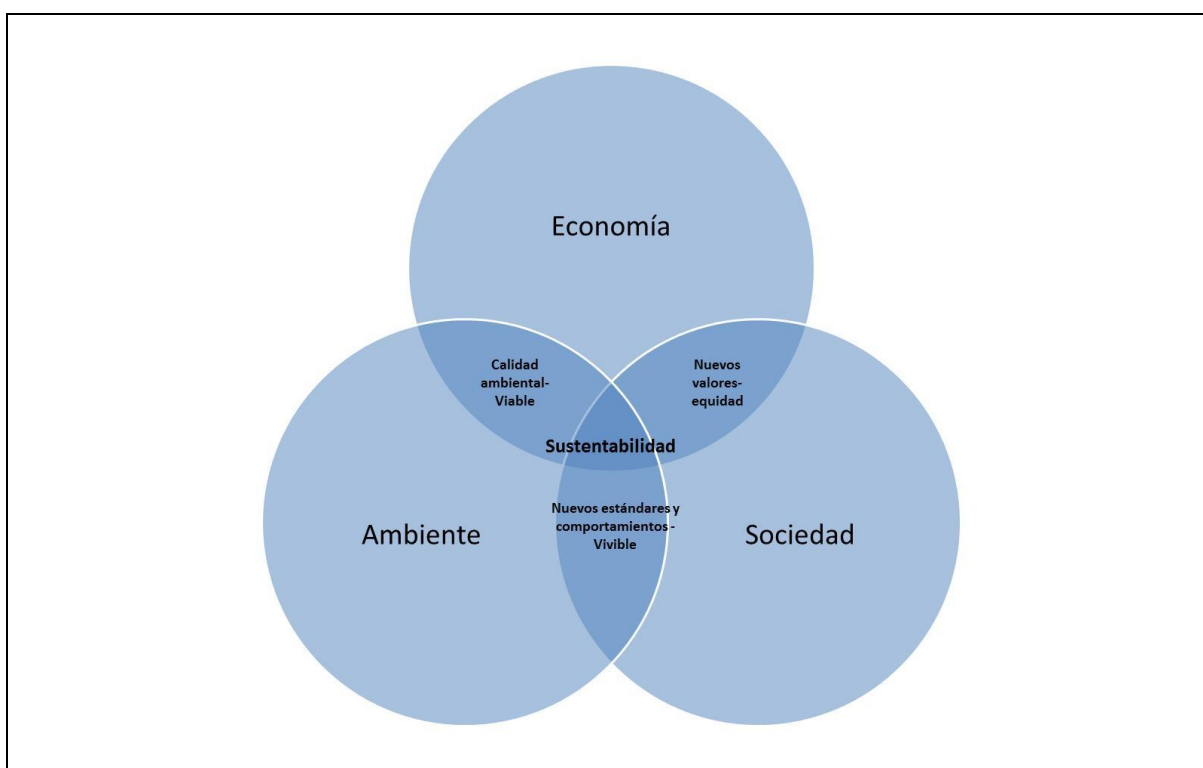 Economía
Calidad
ambiental-
Viable
Nuevos
valores-
equidad
Sustentabilidad
Nuevos estándares y
comportamientos -
Vivible
Ambiente
Sociedad